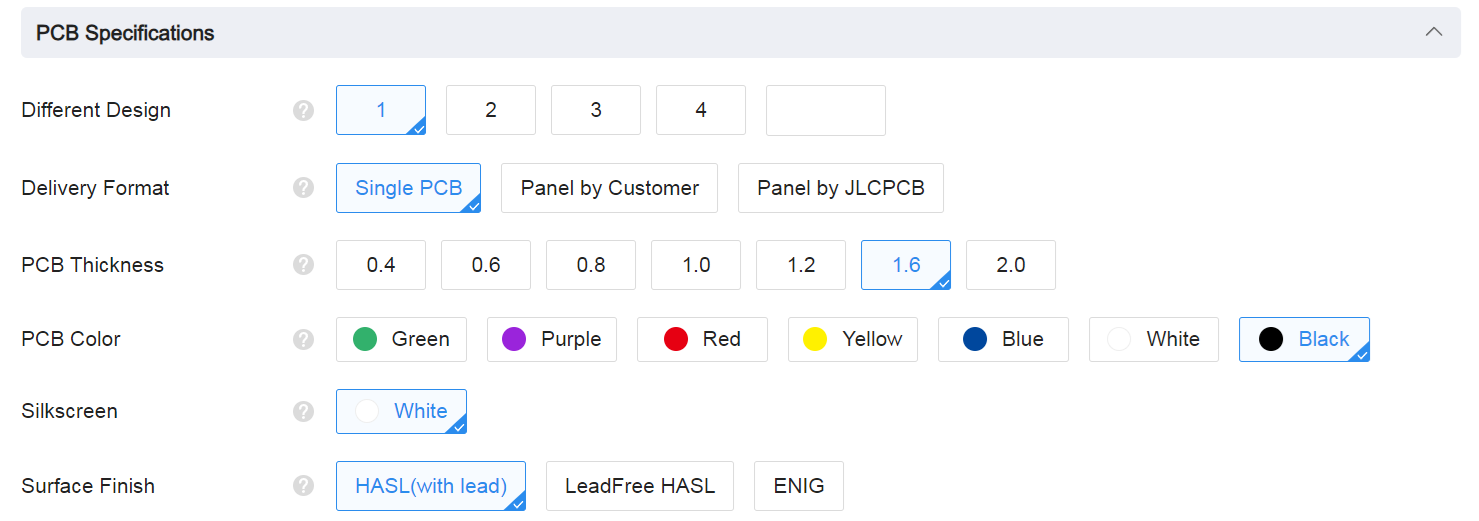 PCB Specifications
Different Design ? 1 2 3 4
Delivery Format ? Single PCB Panel by Customer Panel by JLCPCB
PCB Thickness ? 0.4 0.6 0.8 1.0 1.2 1.6 2.0
PCB Color ? Green Purple Red Yellow Blue White Black
Silkscreen ? White
Surface Finish ? HASL(with lead) LeadFree HASL ENIG